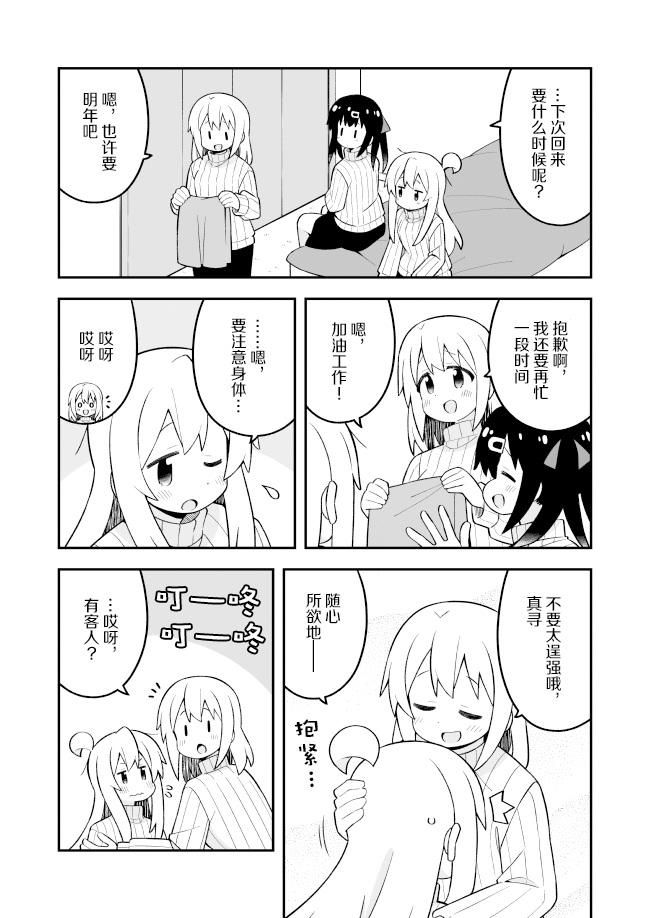 …下次回来
要什么时候呢？
嗯，也许要
明年吧
抱歉啊，
我还要再忙
一段时间
嗯，
加油工作！
………嗯，
要注意身体…
哎呀
哎呀
不要太逞强哦，
真寻
随心
所欲地——
抱紧…
叮—咚
叮—咚
…哎呀，
有客人？